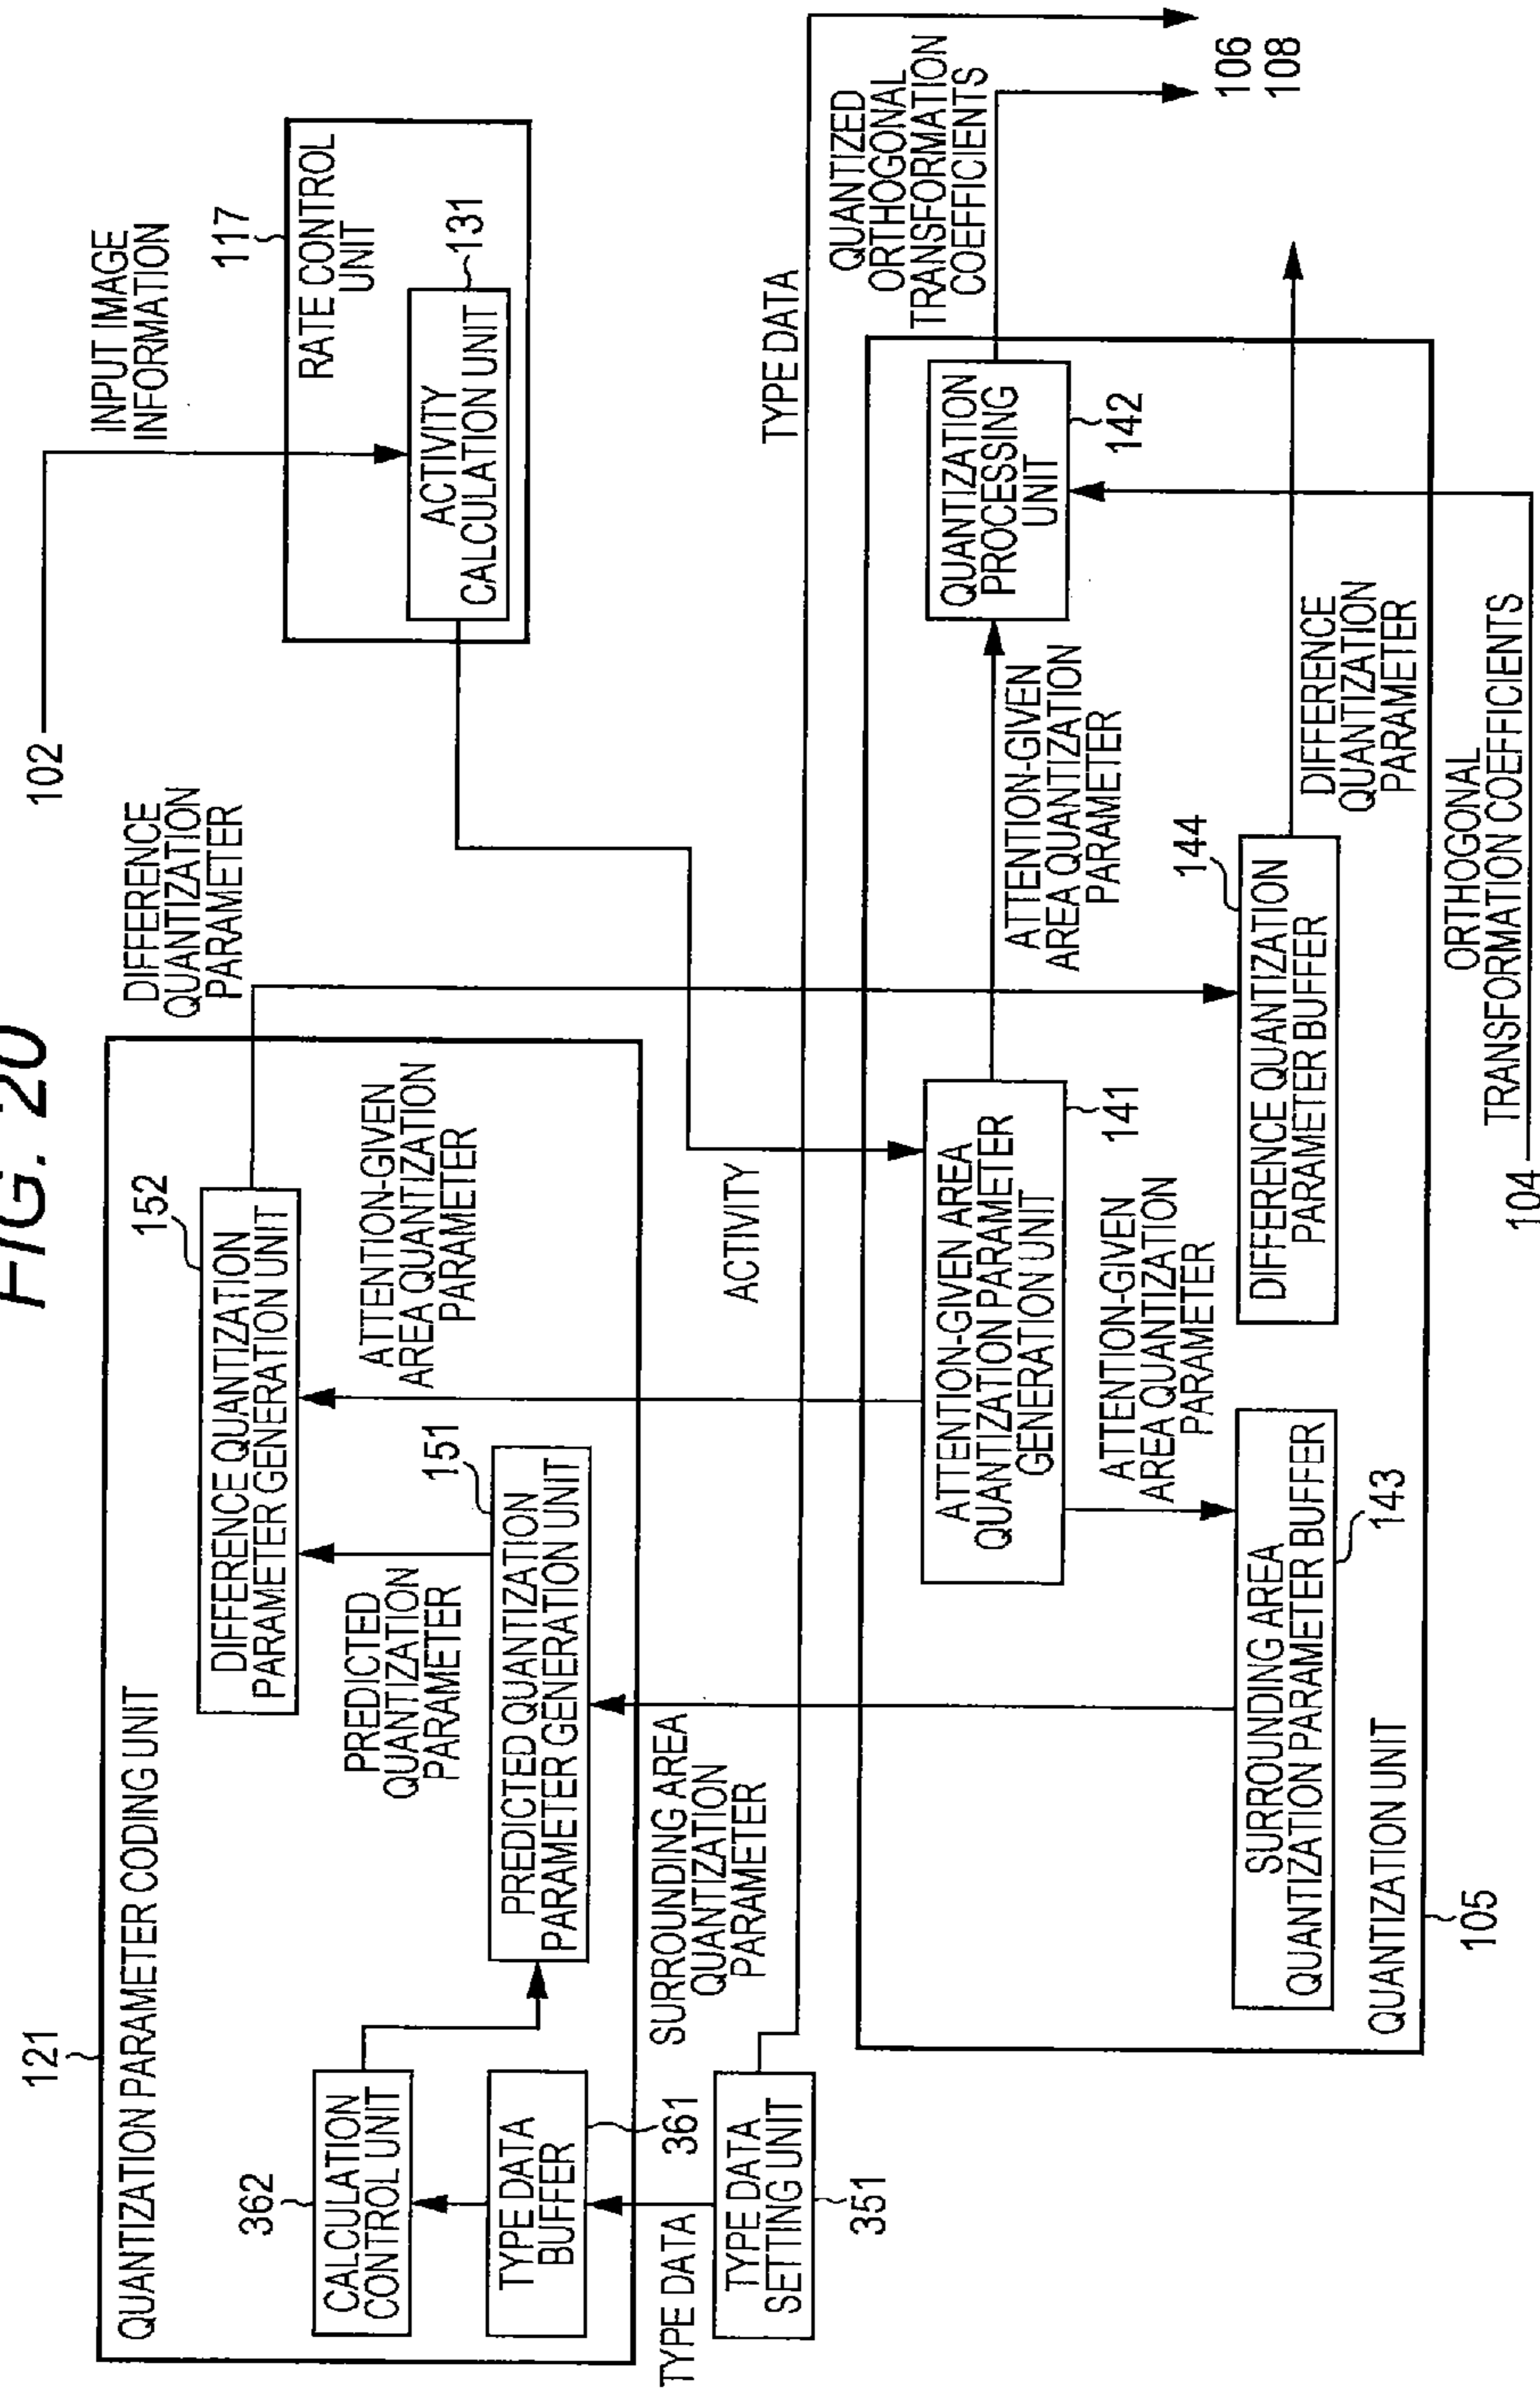 FIG. 20
121
QUANTIZATION PARAMETER CODING UNIT
362
CALCULATION
CONTROL UNIT
TYPE DATA
BUFFER
361
TYPE DATA
TYPE DATA
SETTING UNIT
351
152
DIFFERENCE QUANTIZATION
PARAMETER GENERATION UNIT
PREDICTED
QUANTIZATION
PARAMETER
ATTENTION-GIVEN
AREA QUANTIZATION
PARAMETER
151
PREDICTED QUANTIZATION
PARAMETER GENERATION UNIT
SURROUNDING AREA
QUANTIZATION
PARAMETER
DIFFERENCE
QUANTIZATION
PARAMETER
102
INPUT IMAGE
INFORMATION
117
RATE CONTROL
UNIT
ACTIVITY
CALCULATION UNIT
131
ACTIVITY
TYPE DATA
QUANTIZED
ORTHOGONAL
TRANSFORMATION
COEFFICIENTS
106
108
ATTENTION-GIVEN AREA
QUANTIZATION PARAMETER
GENERATION UNIT
141
ATTENTION-GIVEN
AREA QUANTIZATION
PARAMETER
QUANTIZATION
PROCESSING
UNIT
142
ATTENTION-GIVEN
AREA QUANTIZATION
PARAMETER
SURROUNDING AREA
QUANTIZATION PARAMETER BUFFER
143
144
DIFFERENCE QUANTIZATION
PARAMETER BUFFER
DIFFERENCE
QUANTIZATION
PARAMETER
QUANTIZATION UNIT
105
104
ORTHOGONAL
TRANSFORMATION COEFFICIENTS